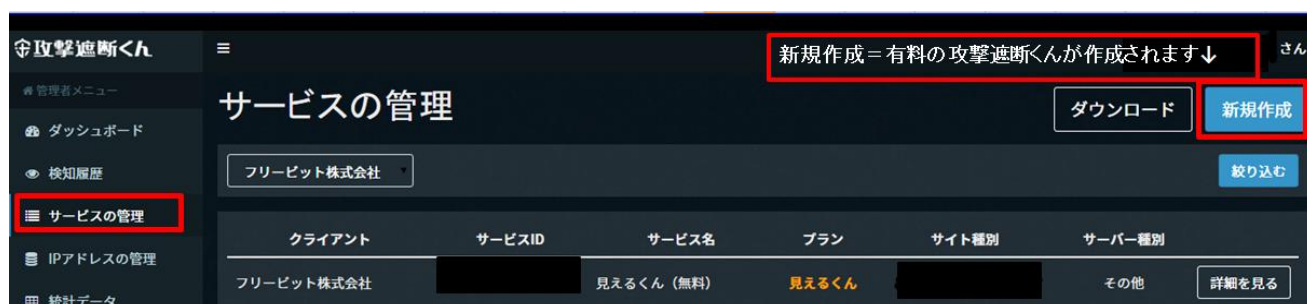 攻撃遮断くん
新規作成＝有料の攻撃遮断くんが作成されます↓
さん
管理者メニュー
サービスの管理
ダウンロード
新規作成
ダッシュボード
検知履歴
フリービット株式会社
絞り込む
サービスの管理
クライアント サービスID サービス名 プラン サイト種別 サーバー種別
IPアドレスの管理
フリービット株式会社 見えるくん（無料） 見えるくん その他 詳細を見る
統計データ